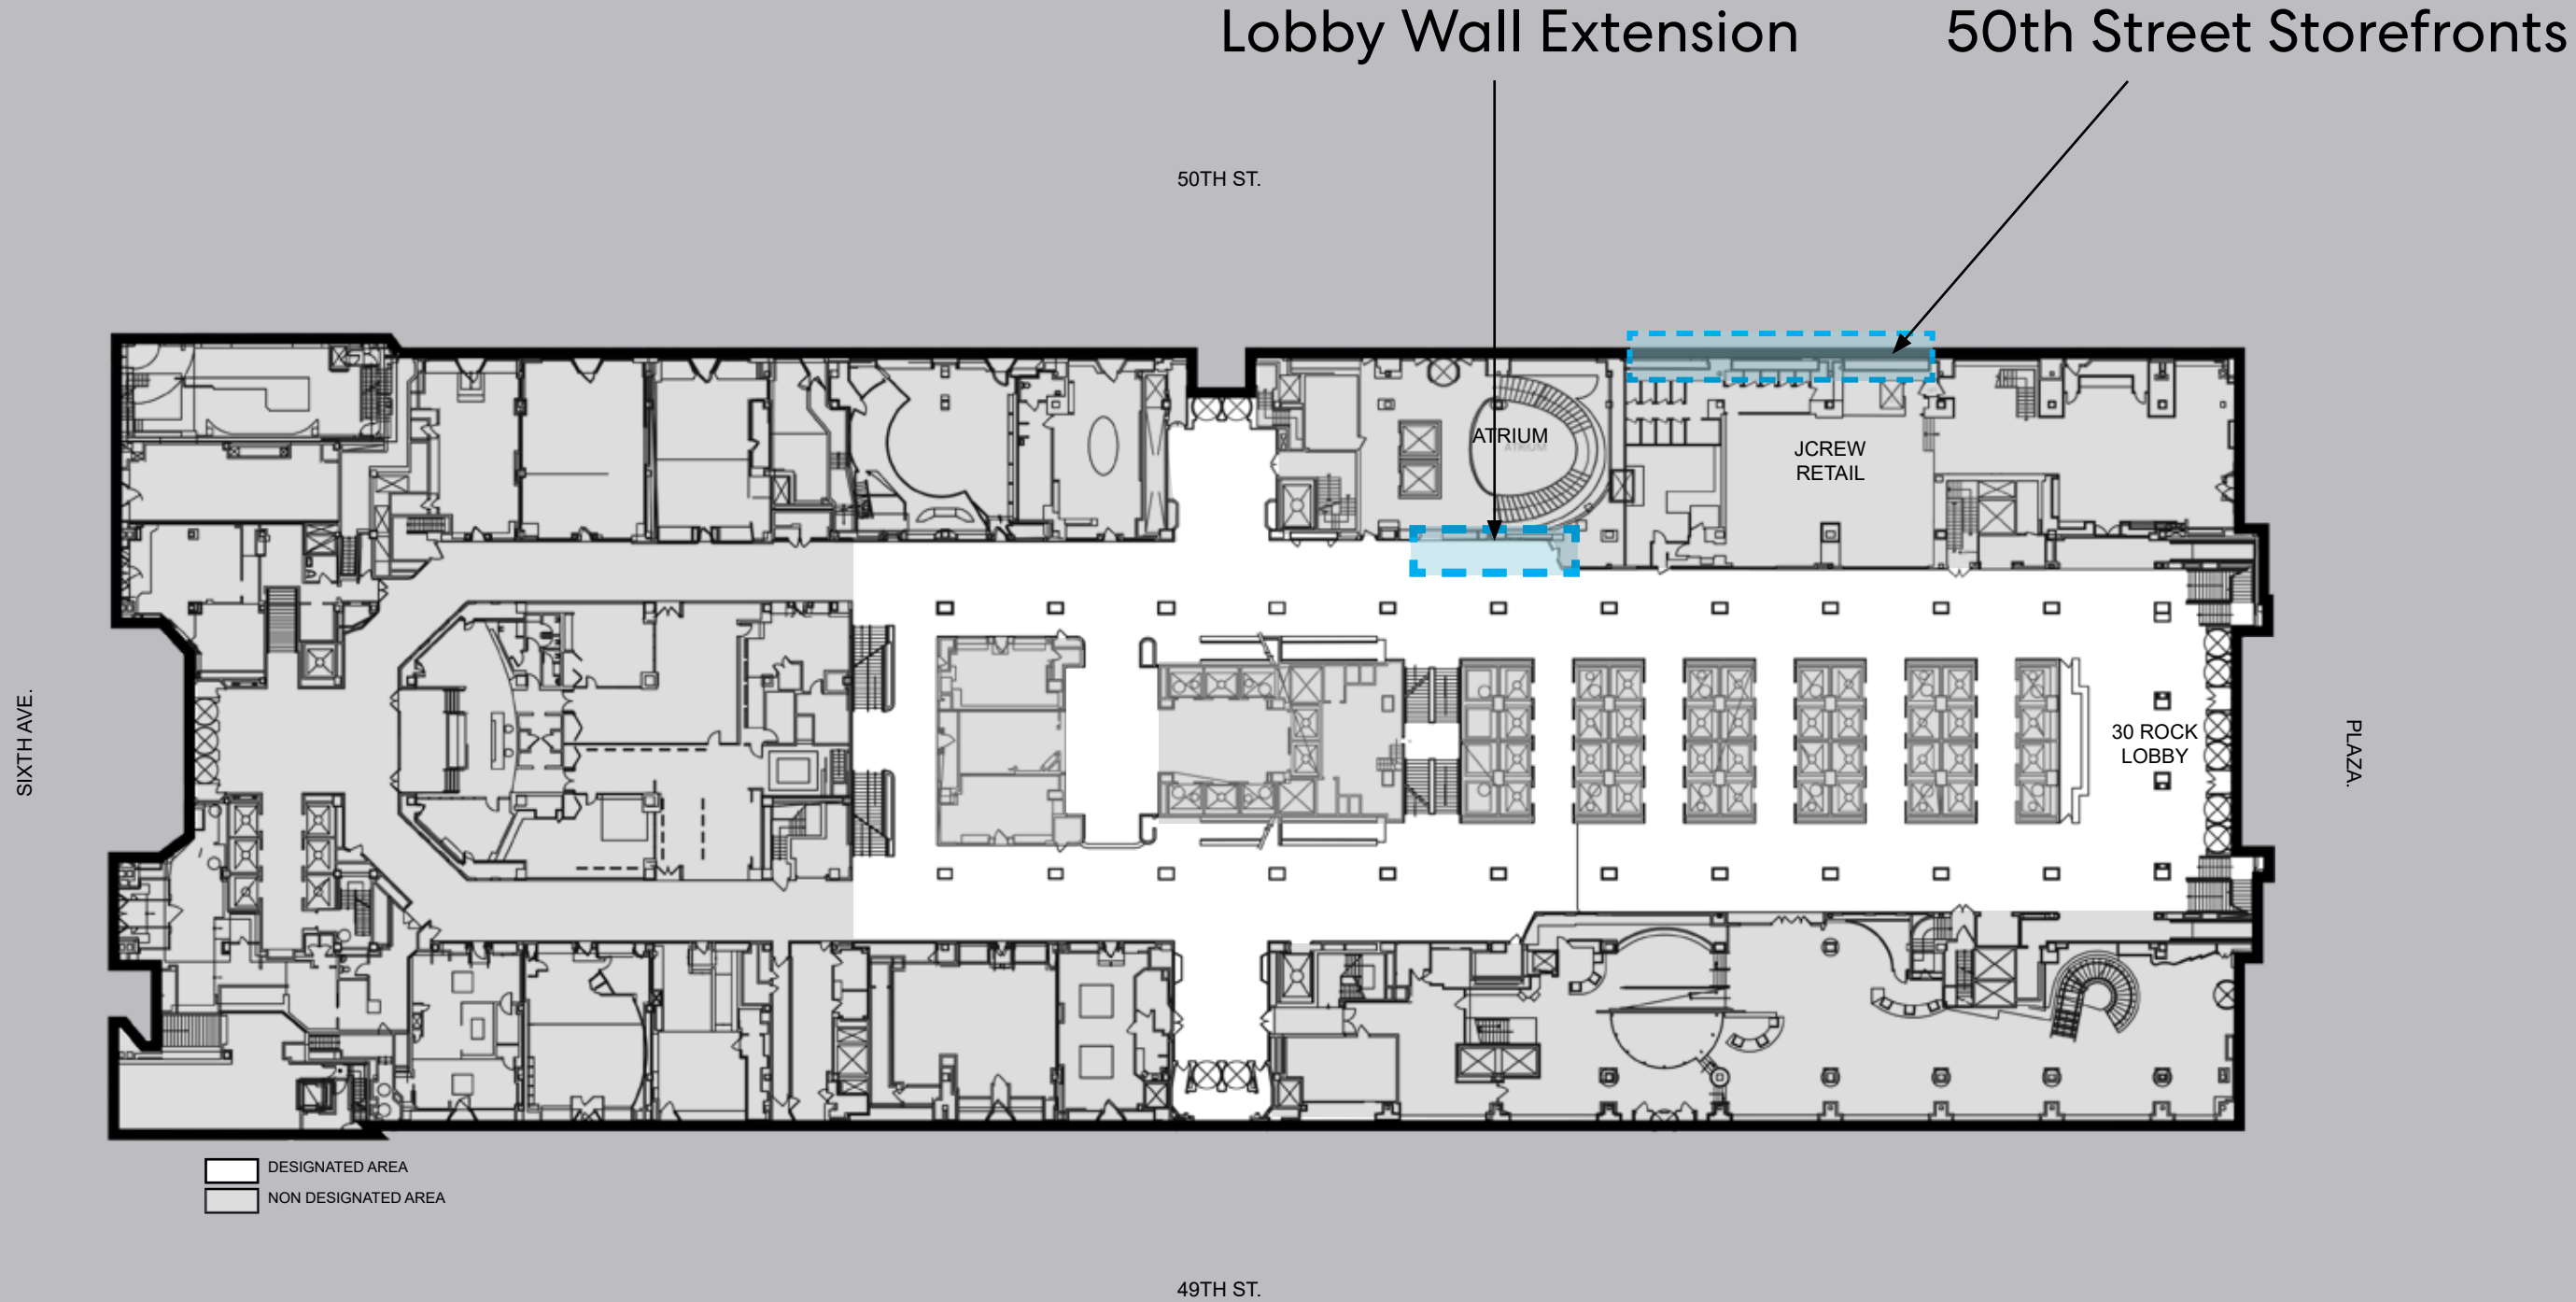 Lobby Wall Extension
50th Street Storefronts
50TH ST.
ATRIUM
ATRIUM
JCREW
RETAIL
SIXTH AVE.
30 ROCK
LOBBY
PLAZA.
DESIGNATED AREA
NON DESIGNATED AREA
49TH ST.